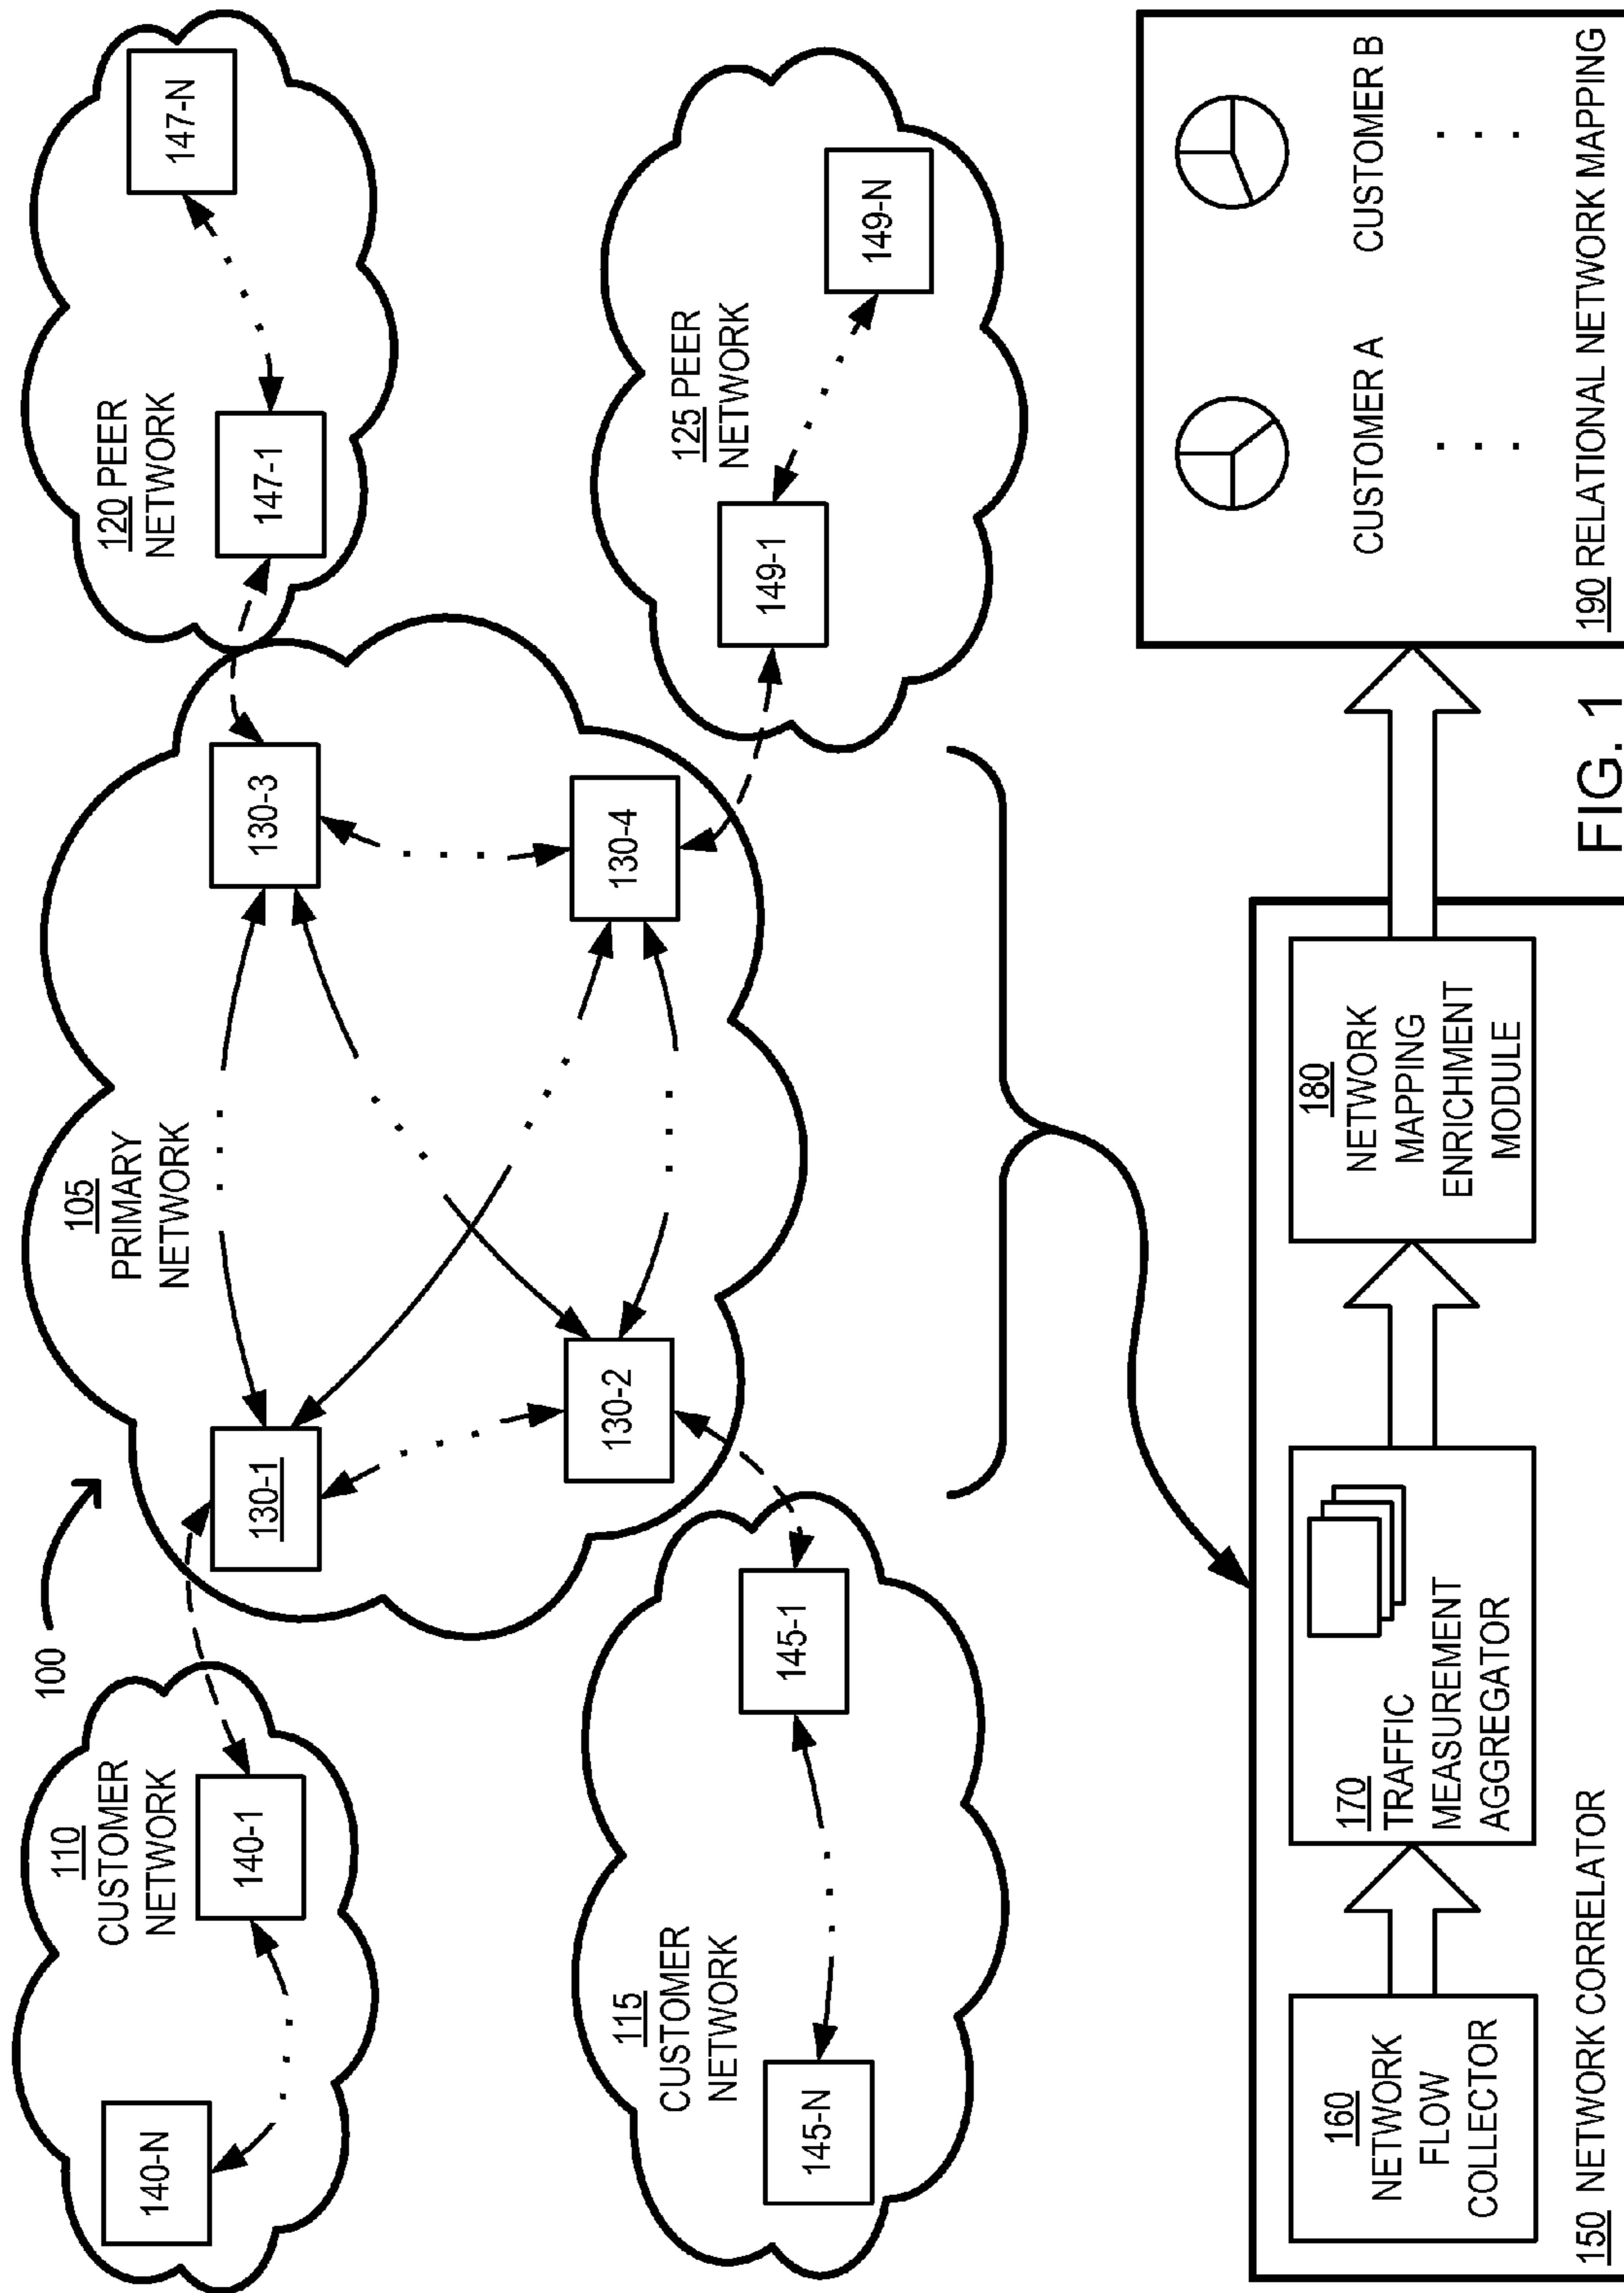 100
110
CUSTOMER
NETWORK
140-N
140-1
105
PRIMARY
NETWORK
130-1
130-3
130-2
130-4
120 PEER
NETWORK
147-1
147-N
115
CUSTOMER
NETWORK
145-N
145-1
125 PEER
NETWORK
149-1
149-N
160
NETWORK
FLOW
COLLECTOR
170
TRAFFIC
MEASUREMENT
AGGREGATOR
180
NETWORK
MAPPING
ENRICHMENT
MODULE
150 NETWORK CORRELATOR
CUSTOMER A
CUSTOMER B
190 RELATIONAL NETWORK MAPPING
FIG. 1